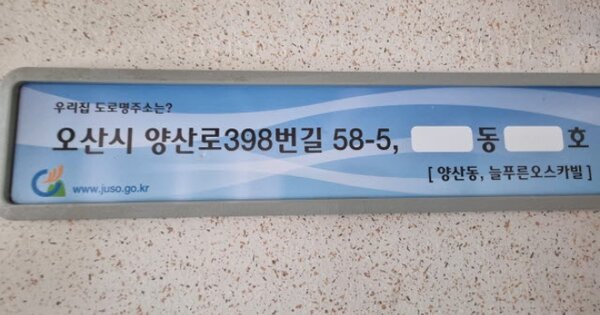 우리집 도로명주소는?
오산시 양산로398번길 58-5, 동 호
[ 양산동, 늘푸른오스카빌 ]
www.juso.go.kr